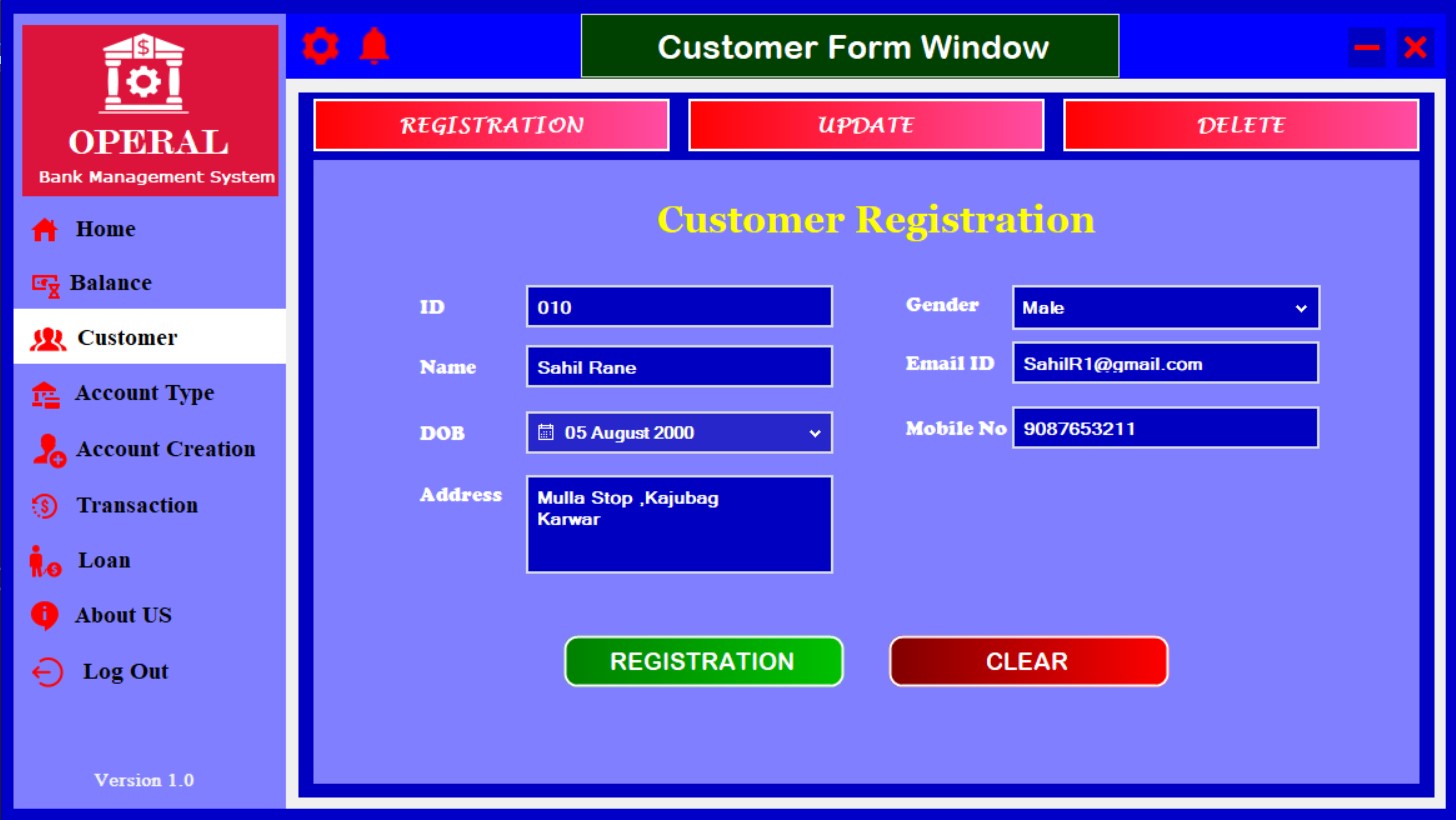 $
OPERAL
Bank Management System
Home
Balance
Customer
Account Type
Account Creation
$
Transaction
$
Loan
i
About US
Log Out
Version 1.0
Customer Form Window
REGISTRATION
UPDATE
DELETE
Customer Registration
ID
010
Gender
Male
Name
Sahil Rane
Email ID
SahilR1@gmail.com
DOB
05 August 2000
Mobile No
9087653211
Address
Mulla Stop ,Kajubag
Karwar
REGISTRATION
CLEAR